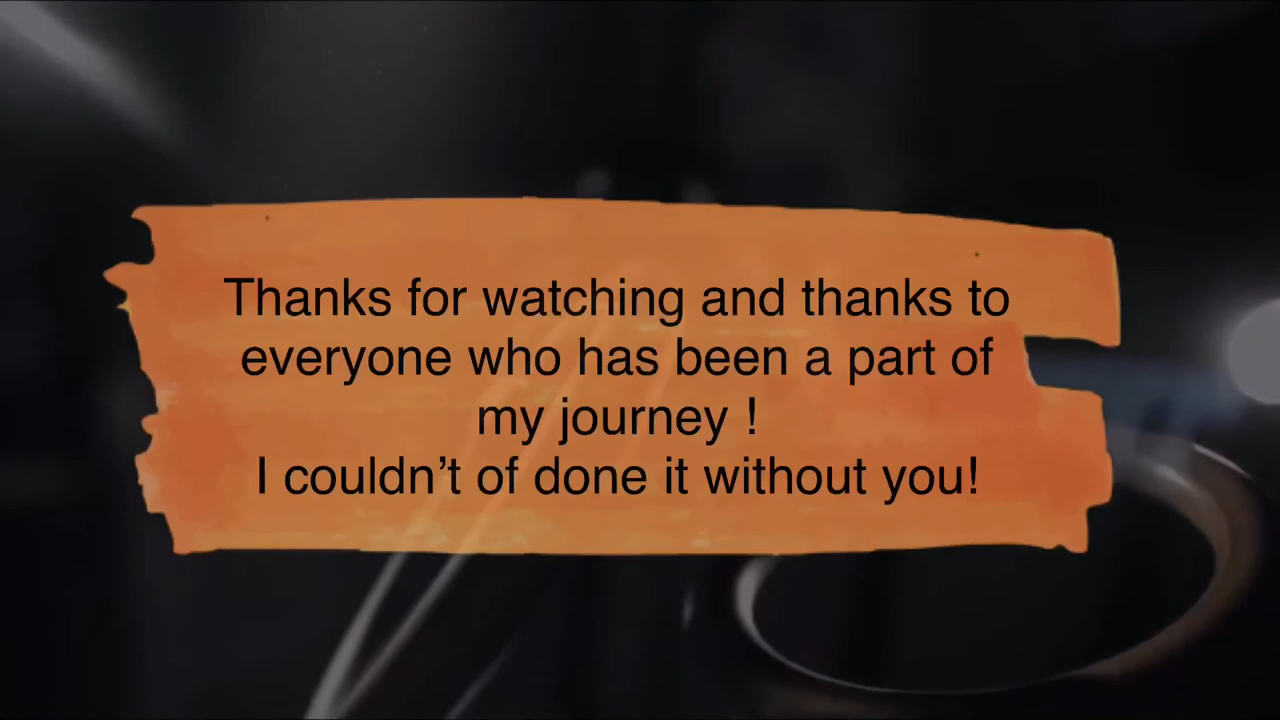 Thanks for watching and thanks to
everyone who has been a part of
my journey !
I couldn’t of done it without you!